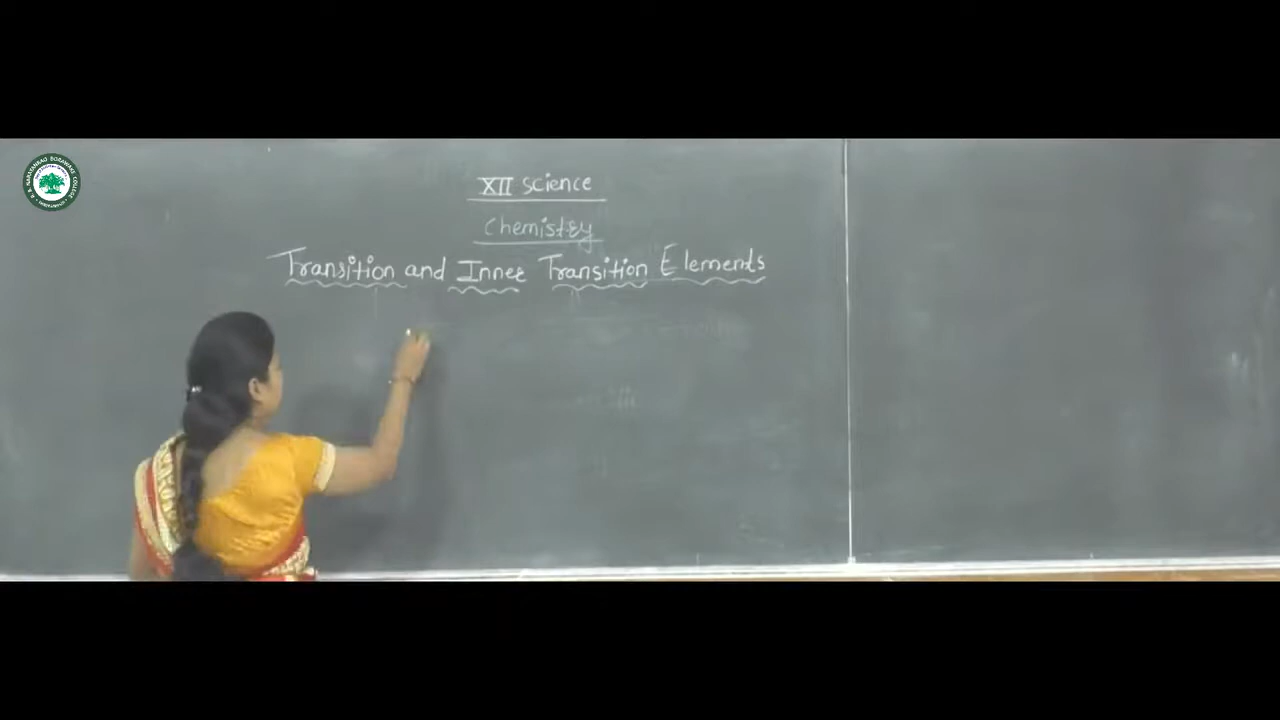 XII Science
Chemistry
Transition and Inner Transition Elements